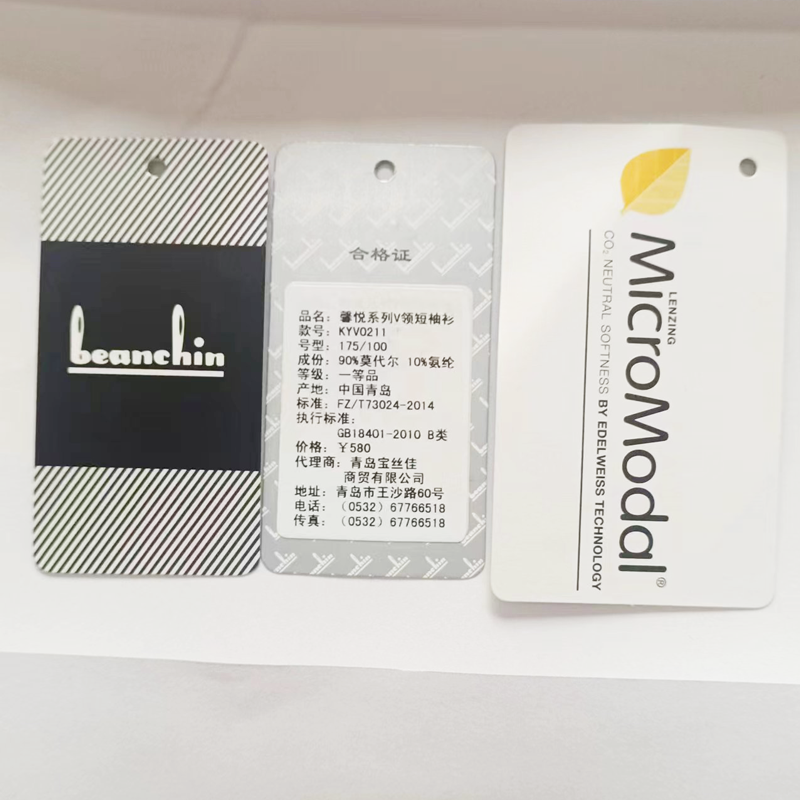 beanchin
合格证
品名：馨悦系列V领短袖衫
款号：KYV0211
号型：175/100
成份：90%莫代尔 10%氨纶
等级：一等品
产地：中国青岛
标准：FZ/T73024-2014
执行标准：
GB18401-2010 B类
价格：￥580
代理商：青岛宝丝佳
商贸有限公司
地址：青岛市王沙路60号
电话：（0532）67766518
传真：（0532）67766518
LENZING
MicroModal®
CO₂ NEUTRAL SOFTNESS BY EDELWEISS TECHNOLOGY